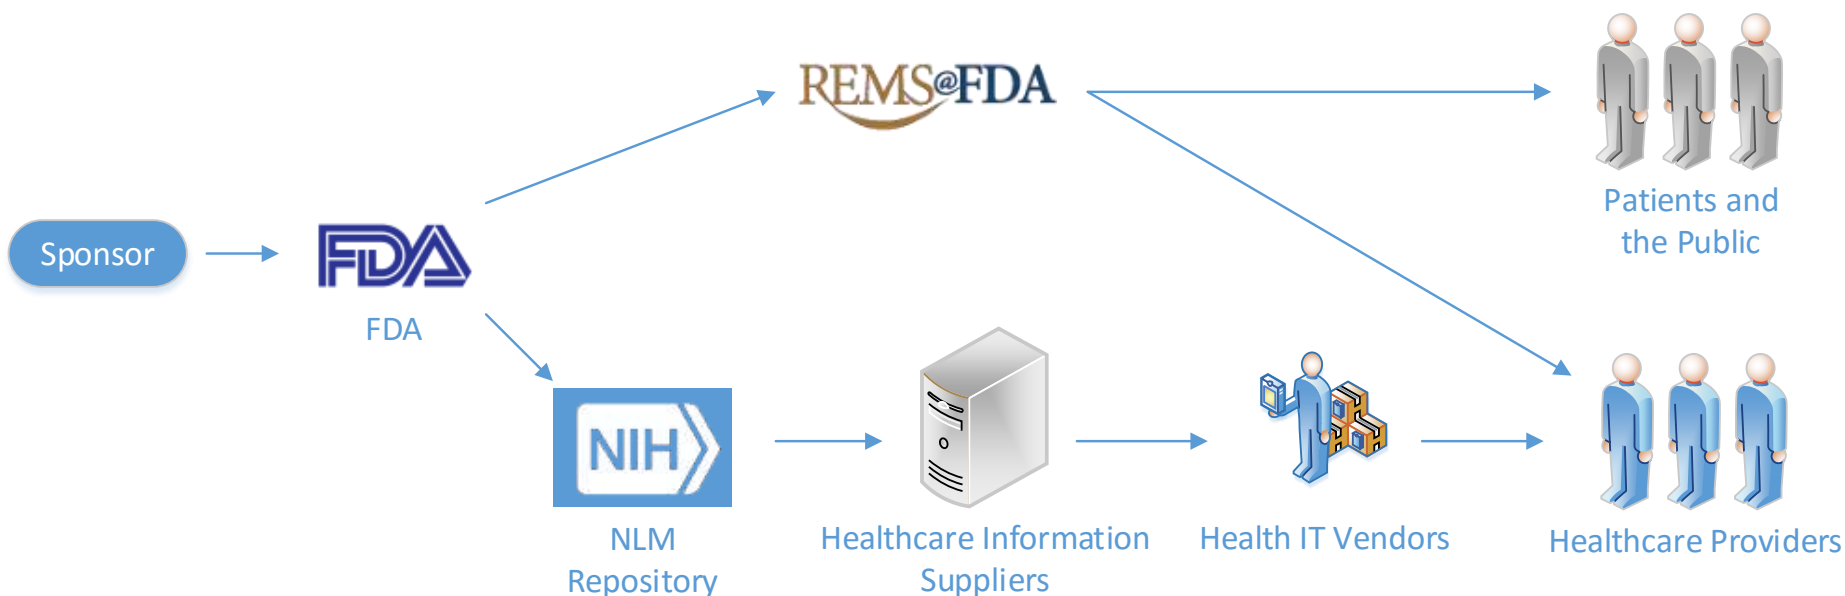 REMS@FDA
Patients and
the Public
Sponsor
FDA
FDA
NIH
NLM
Repository
Healthcare Information
Suppliers
Health IT Vendors
Healthcare Providers